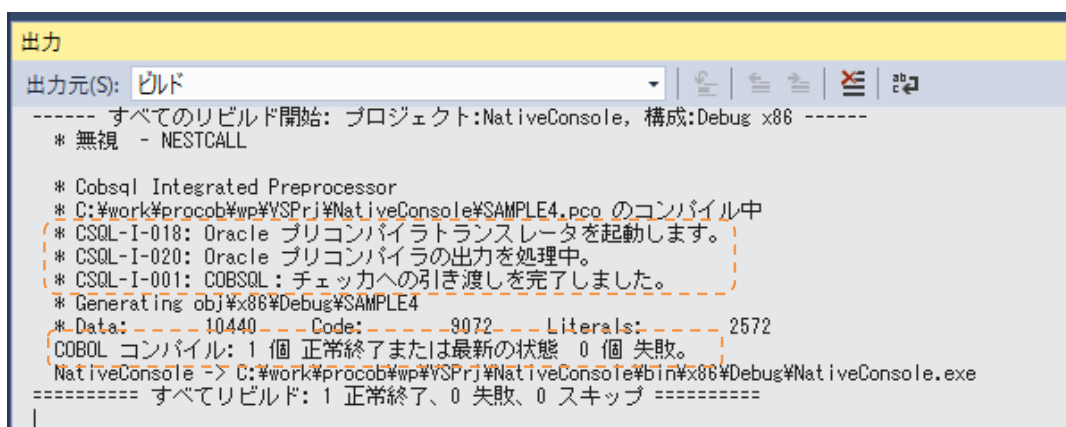 出力
出力元(S): ビルド
------ すべてのリビルド開始: プロジェクト:NativeConsole, 構成:Debug x86 ------
* 無視 - NESTCALL
* Cobsql Integrated Preprocessor
* C:¥work¥procob¥wp¥VSPrj¥NativeConsole¥SAMPLE4.pco のコンパイル中
* CSQL-I-018: Oracle プリコンパイラトランスレータを起動します。
* CSQL-I-020: Oracle プリコンパイラの出力を処理中。
* CSQL-I-001: COBSQL：チェッカへの引き渡しを完了しました。
* Generating obj¥x86¥Debug¥SAMPLE4
* Data: 10440 Code: 9072 Literals: 2572
COBOL コンパイル: 1 個 正常終了または最新の状態 0 個 失敗。
NativeConsole -> C:¥work¥procob¥wp¥VSPrj¥NativeConsole¥bin¥x86¥Debug¥NativeConsole.exe
========== すべてリビルド: 1 正常終了、0 失敗、0 スキップ ==========